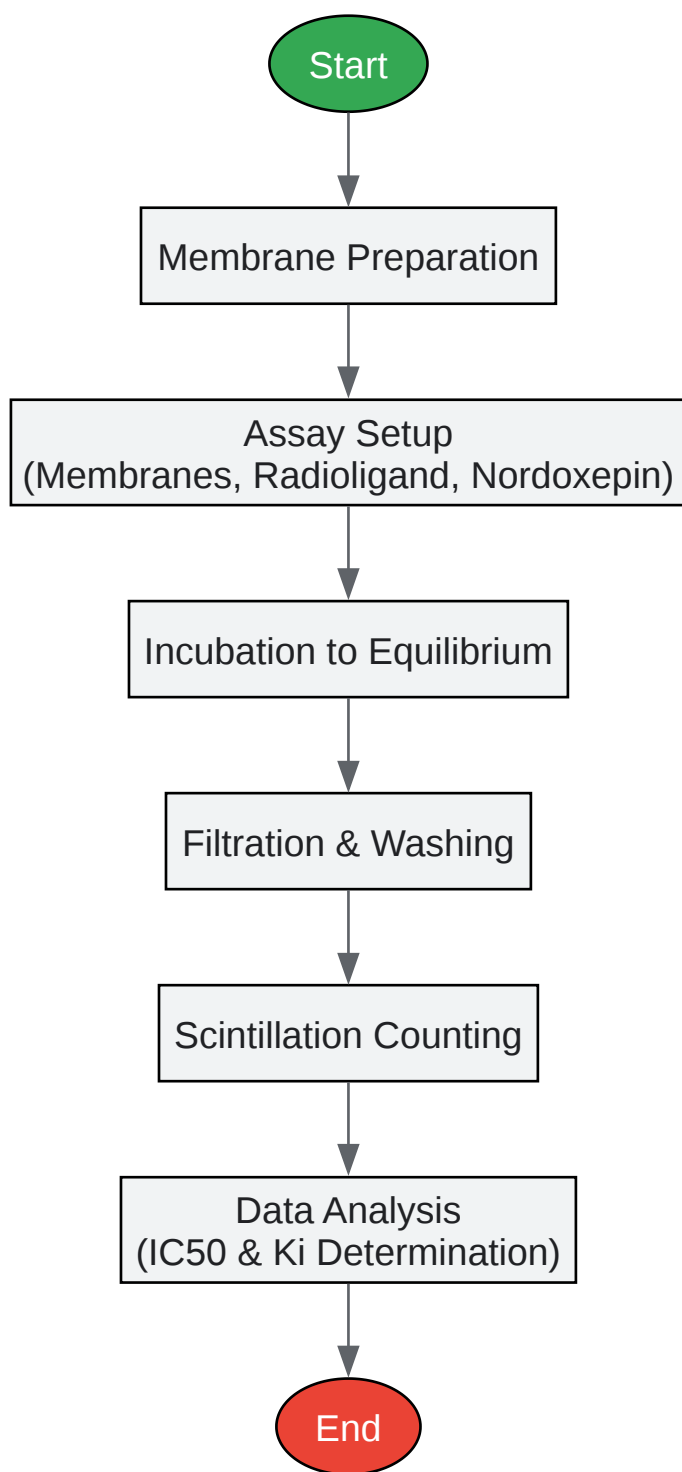 Start
Membrane Preparation
Assay Setup
(Membranes, Radioligand, Nordoxepin)
Incubation to Equilibrium
Filtration & Washing
Scintillation Counting
Data Analysis
(IC50 & Ki Determination)
End